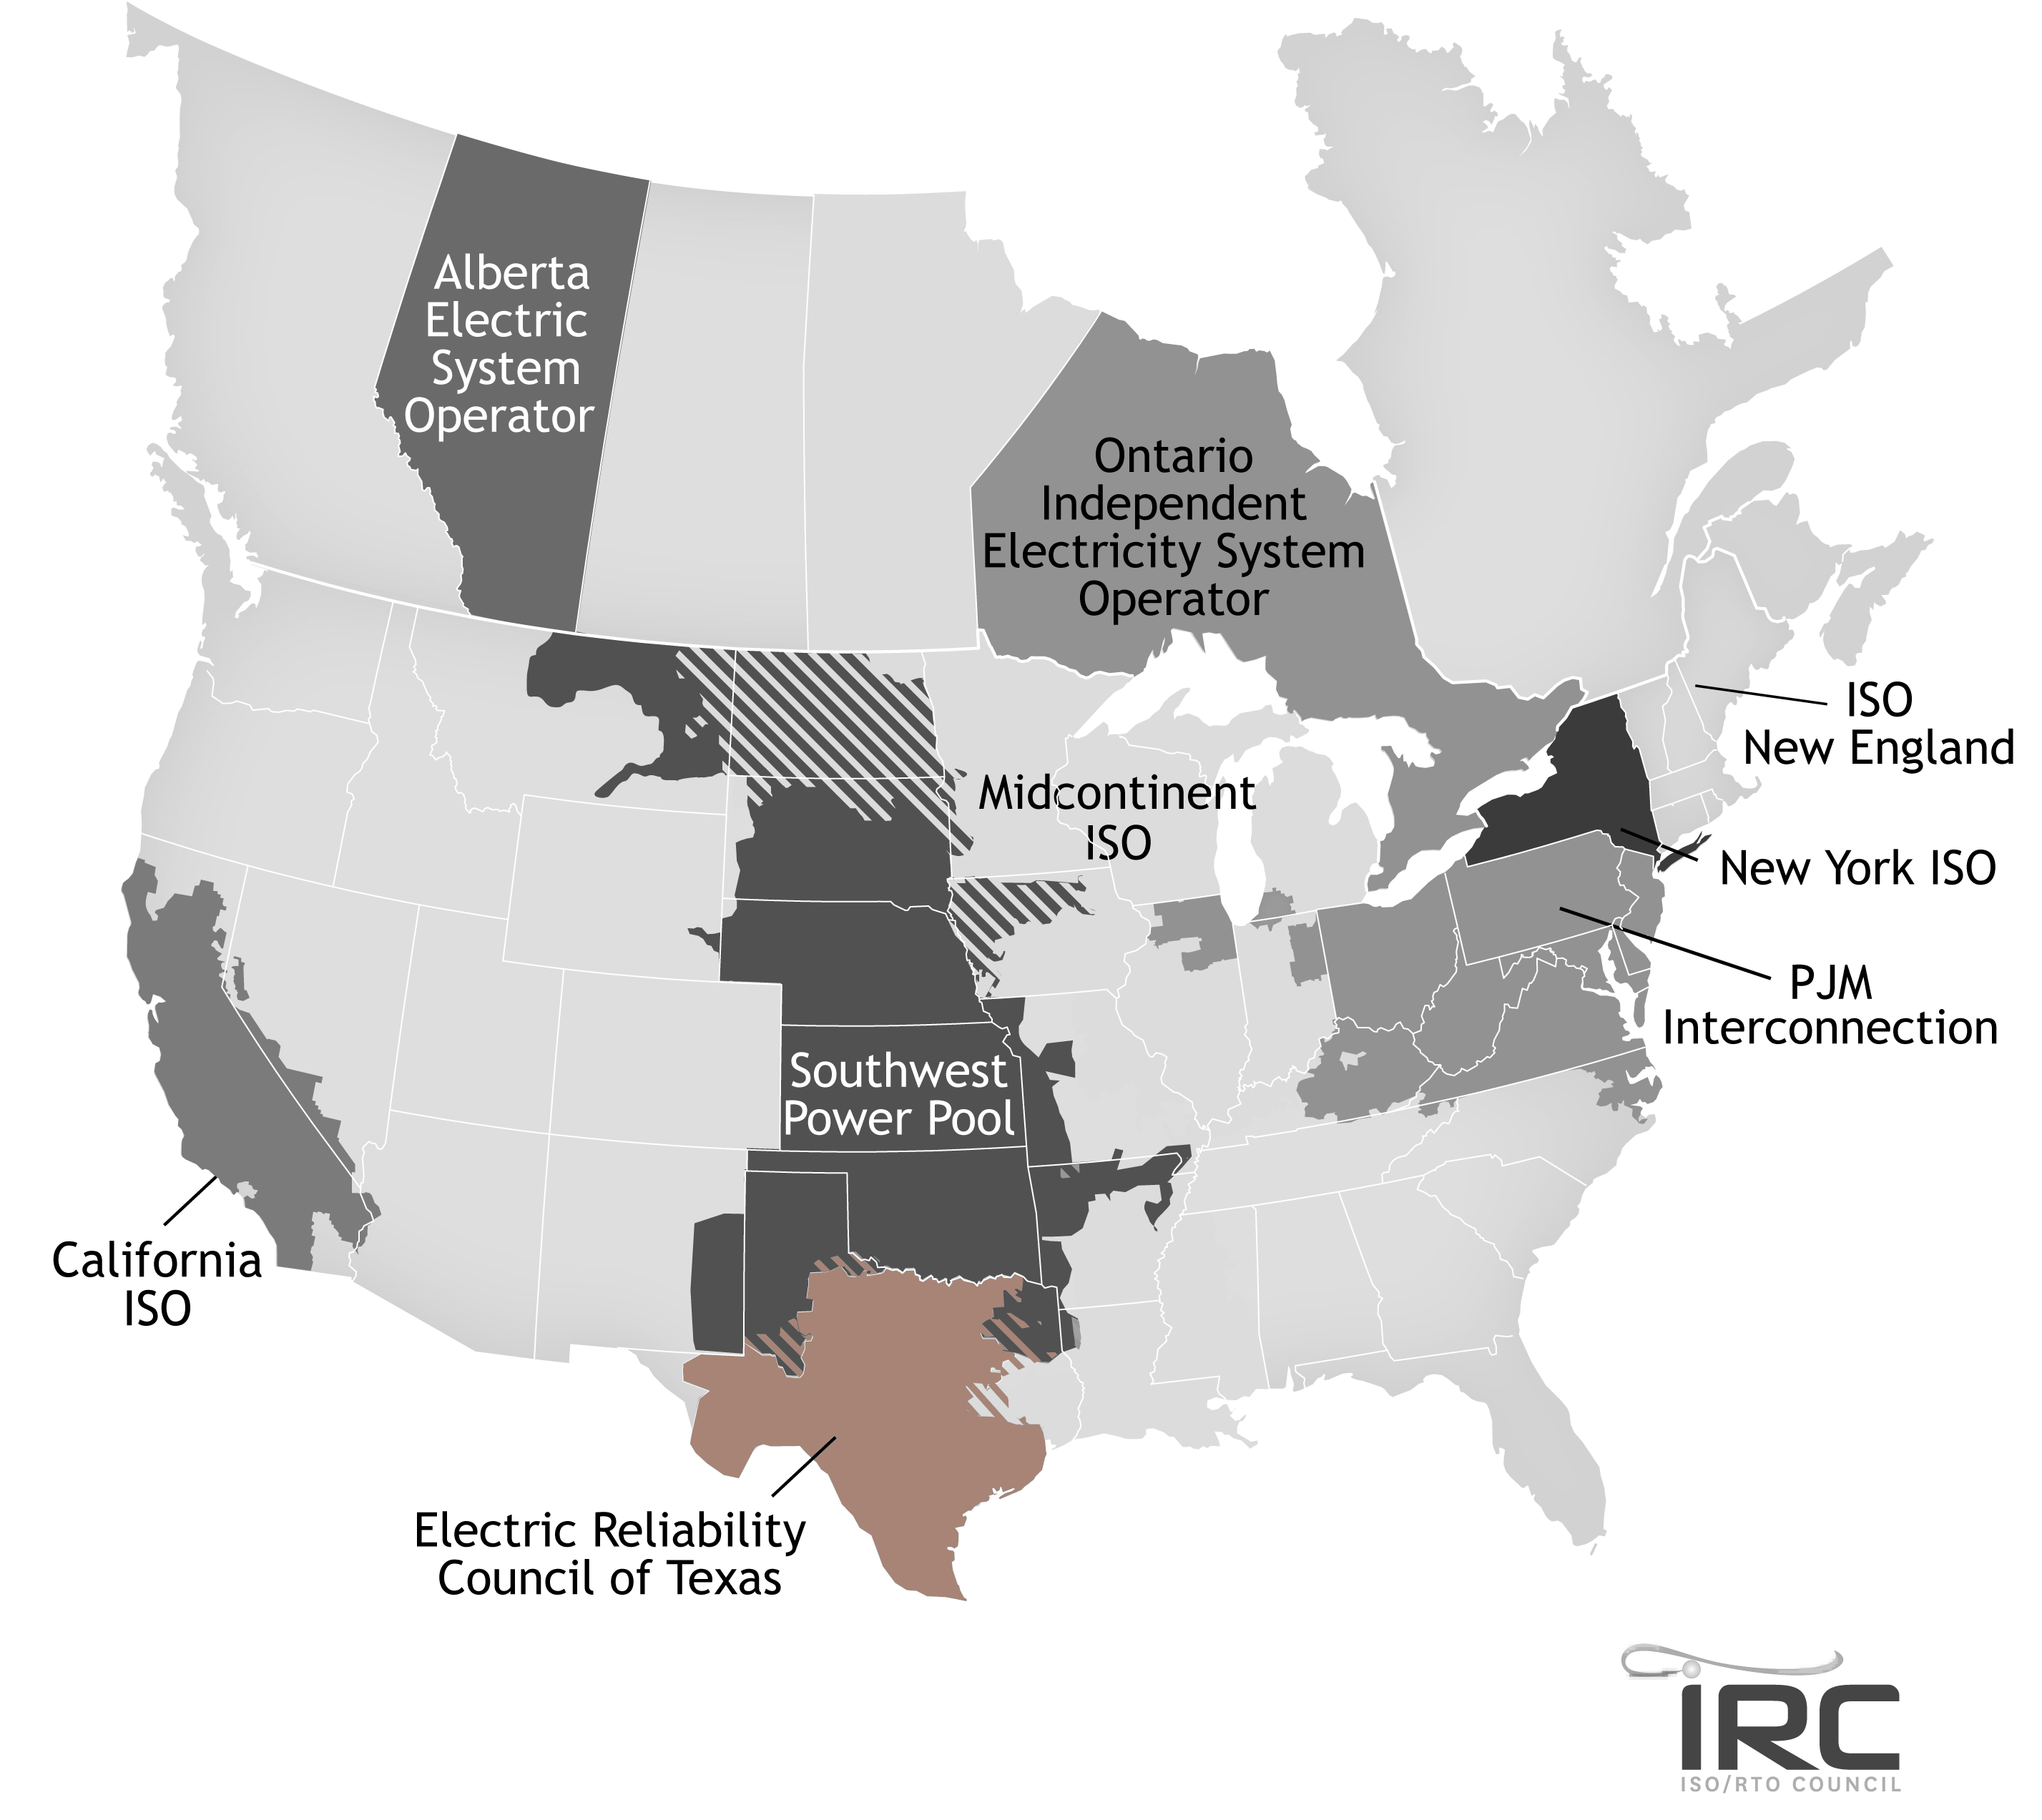 Alberta
Electric
System
Operator
Ontario
Independent
Electricity System
Operator
ISO
New England
Midcontinent
ISO
New York ISO
PJM
Interconnection
Southwest
Power Pool
California
ISO
Electric Reliability
Council of Texas
IRC
ISO/RTO COUNCIL